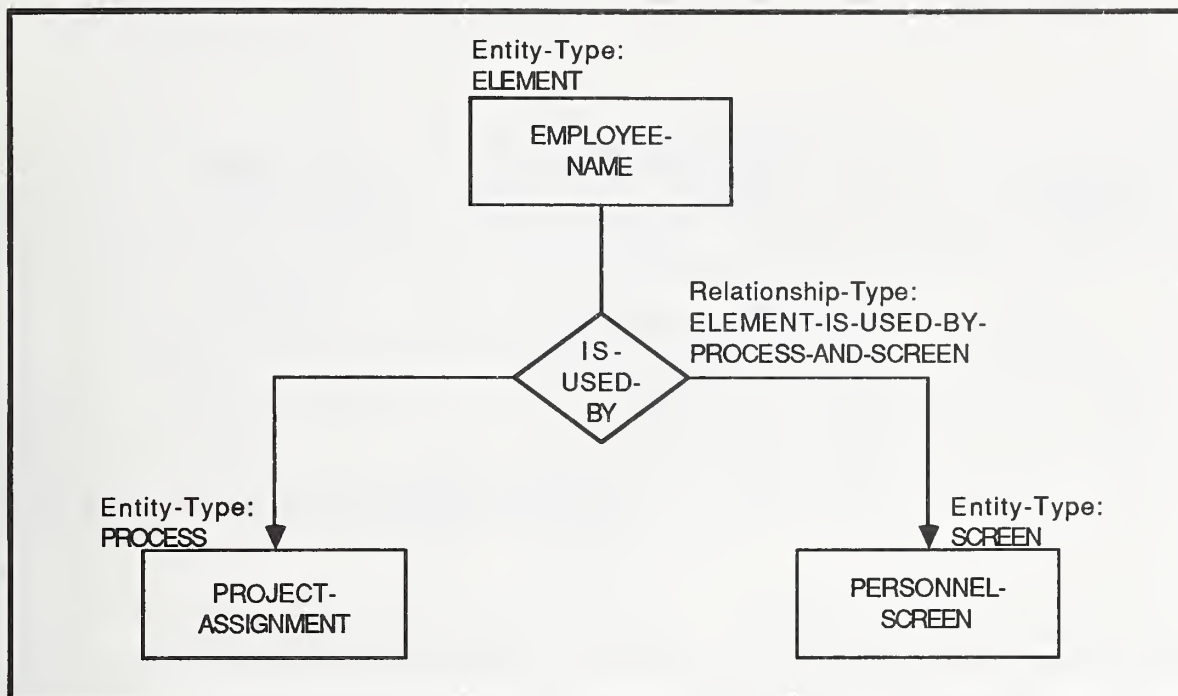 Entity-Type:
ELEMENT
EMPLOYEE-
NAME
Relationship-Type:
ELEMENT-IS-USED-BY-
PROCESS-AND-SCREEN
IS-
USED-
BY
Entity-Type:
PROCESS
PROJECT-
ASSIGNMENT
Entity-Type:
SCREEN
PERSONNEL-
SCREEN